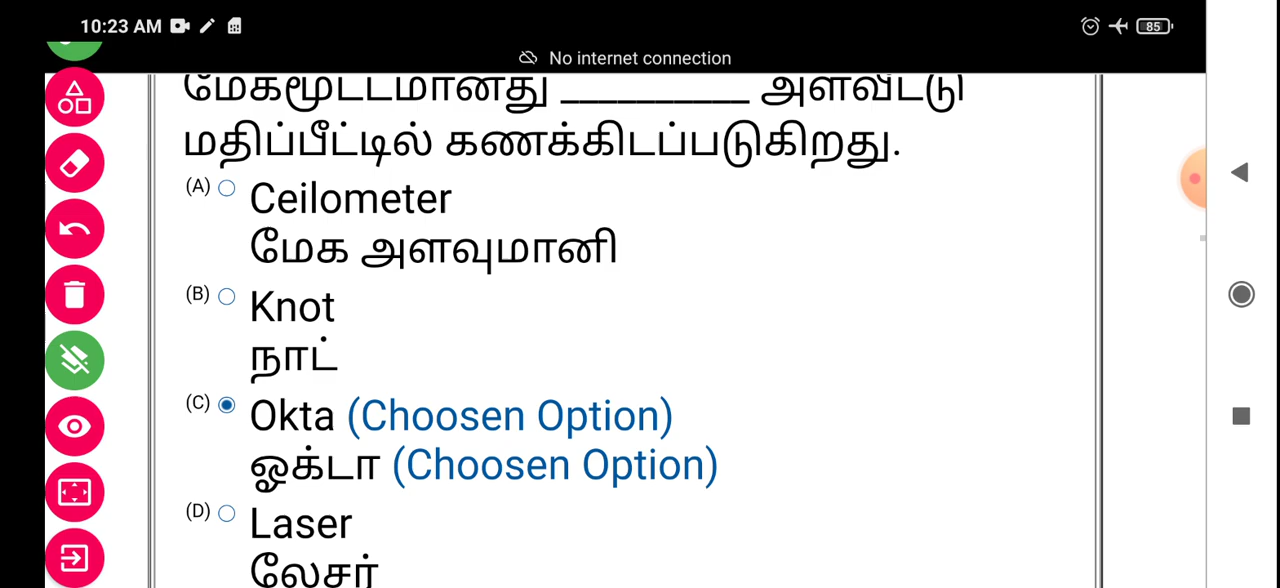 10:23 AM
85
No internet connection
மேகமூட்டமானது __________ அளவீட்டு
மதிப்பீட்டில் கணக்கிடப்படுகிறது.
(A) Ceilometer
மேக அளவுமானி
(B) Knot
நாட்
(C) Okta (Choosen Option)
ஓக்டா (Choosen Option)
(D) Laser
லேசர்